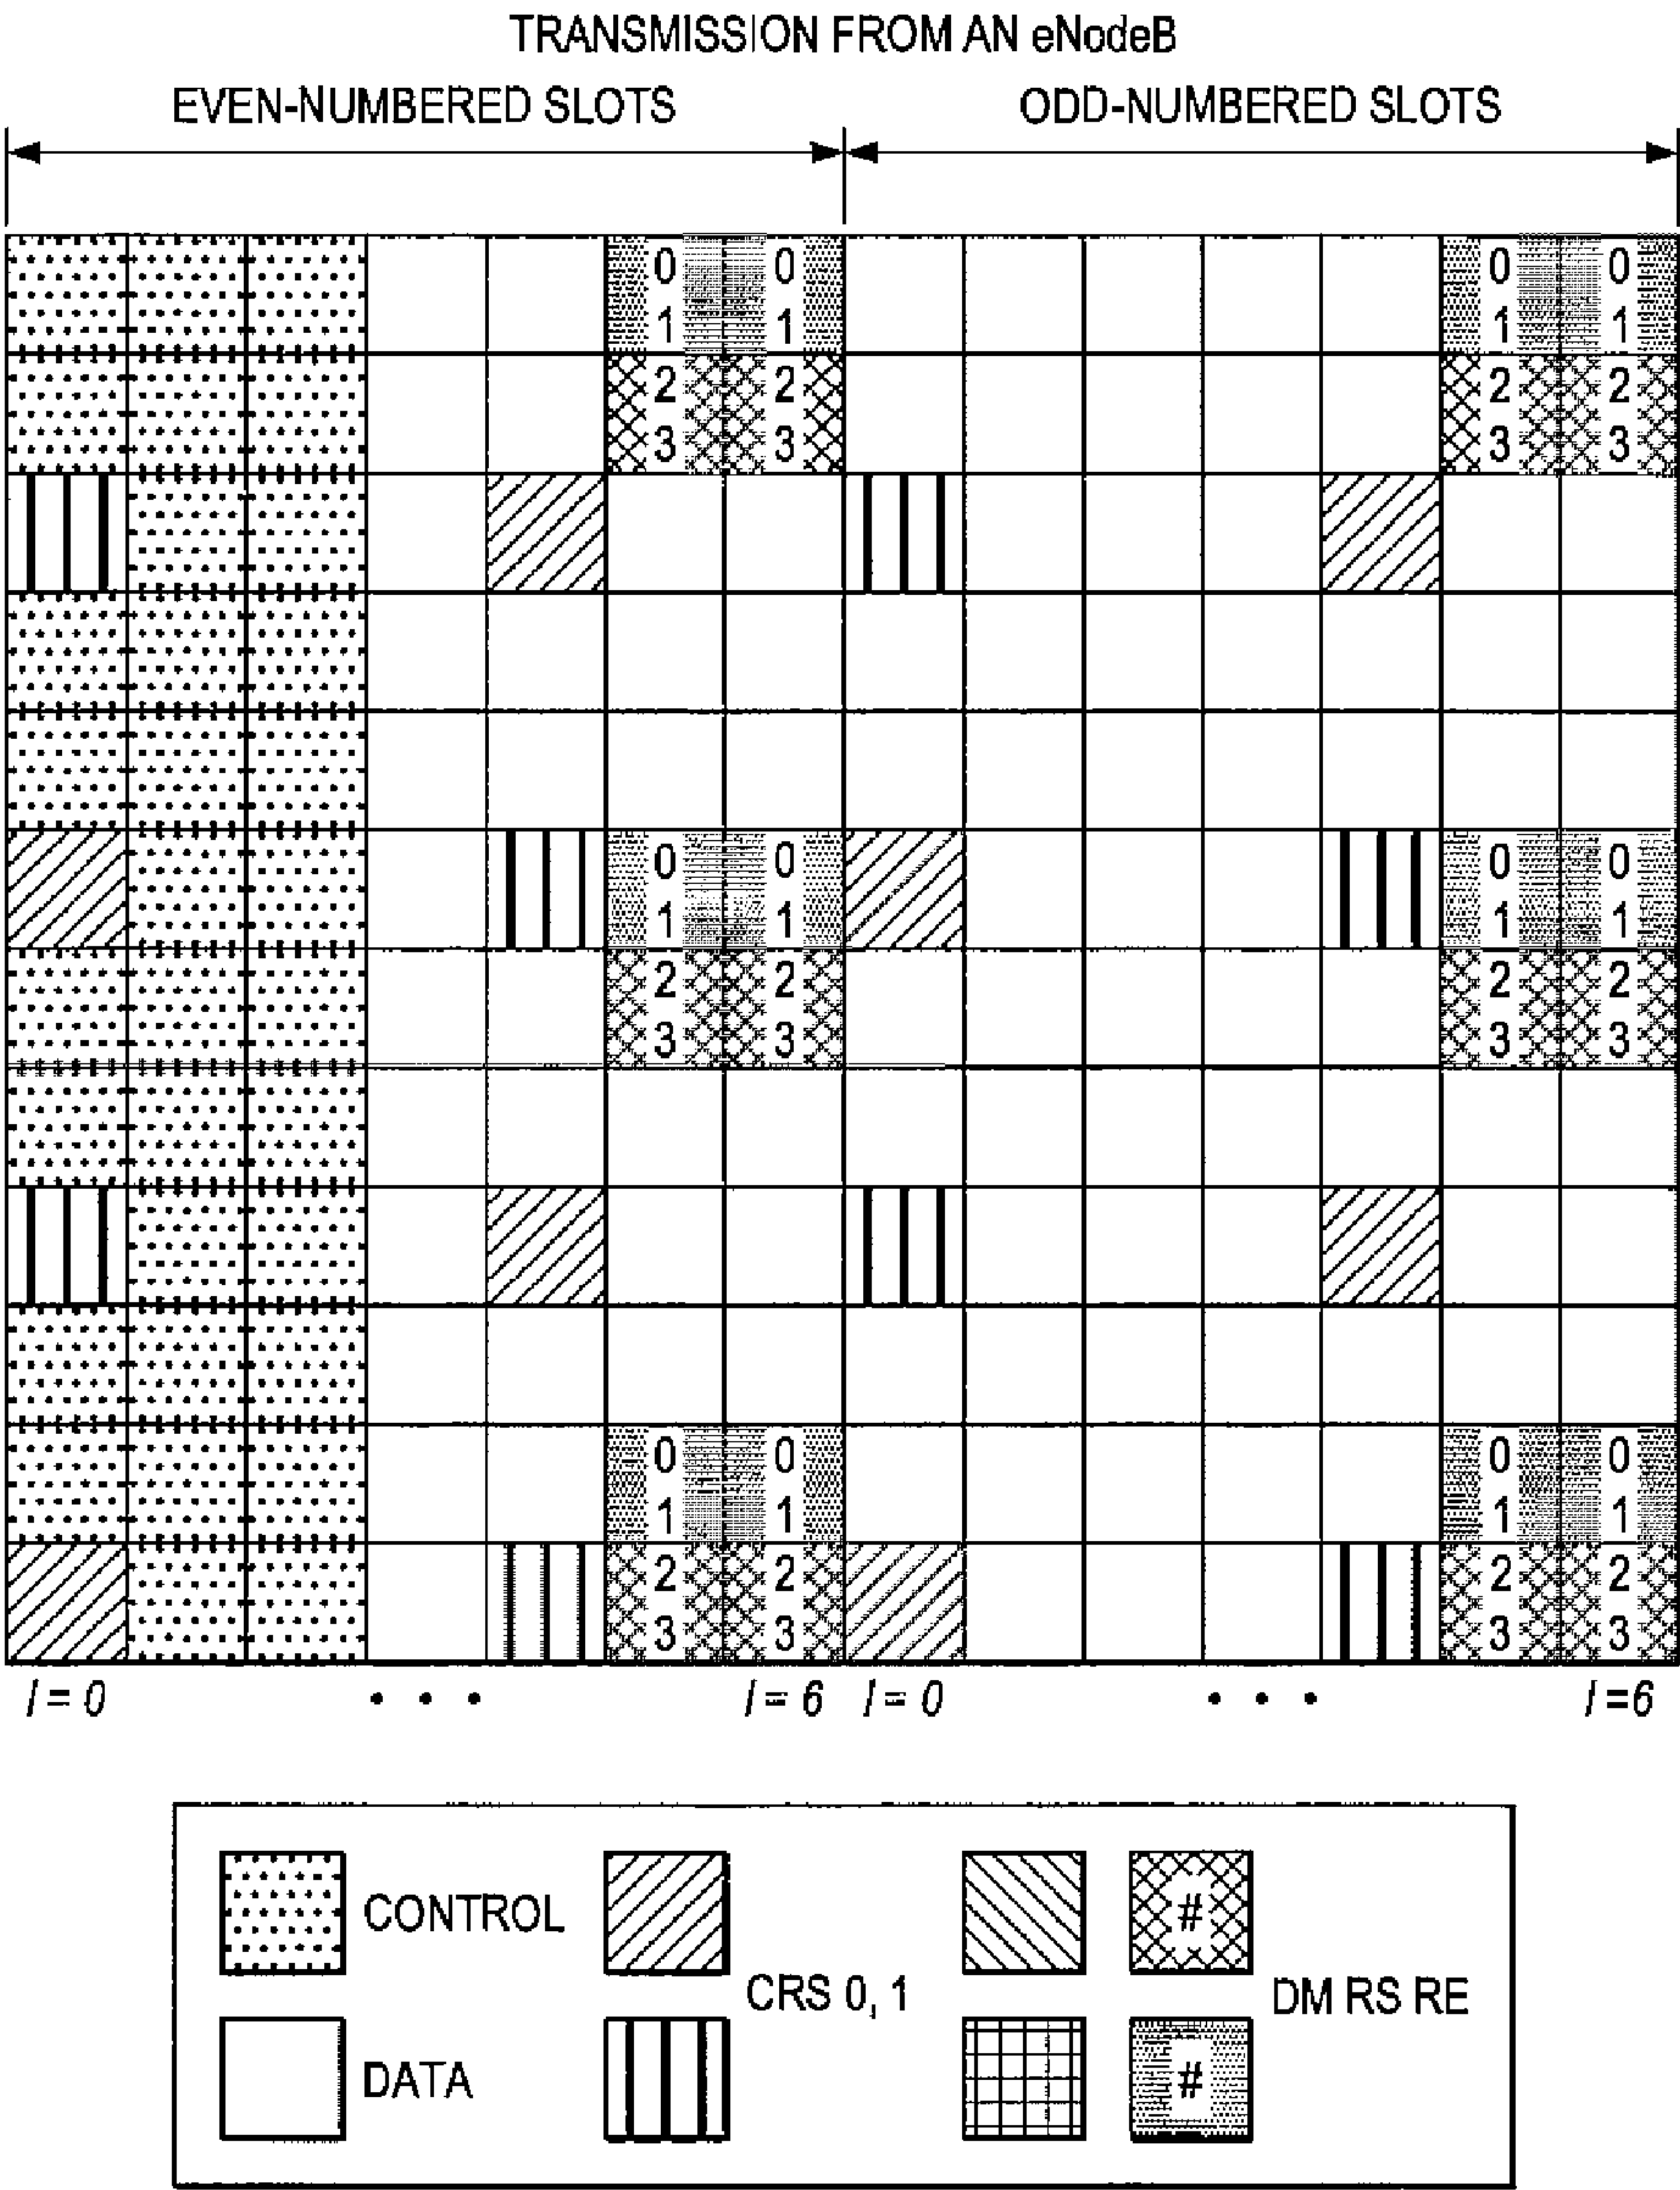 TRANSMISSION FROM AN eNodeB
EVEN-NUMBERED SLOTS ODD-NUMBERED SLOTS
0 0 0 0
1 1 1 1
2 2 2 2
3 3 3 3
0 0 0 0
1 1 1 1
2 2 2 2
3 3 3 3
0 0 0 0
1 1 1 1
2 2 2 2
3 3 3 3
l = 0 • • • l = 6 l = 0 • • • l = 6
CONTROL # 
CRS 0, 1 DM RS RE
DATA #